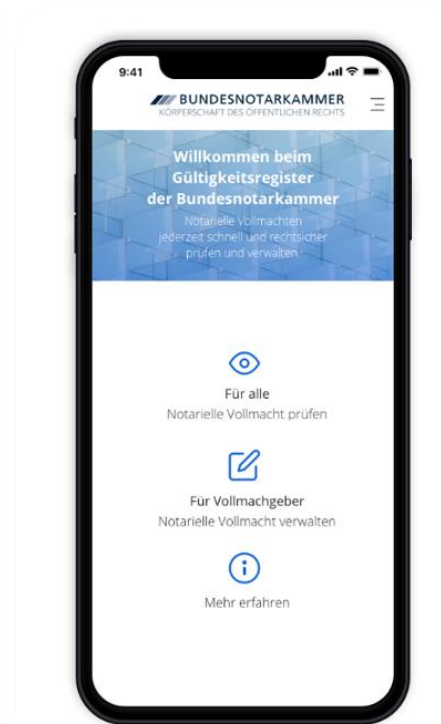 9:41
BUNDESNOTARKAMMER
KÖRPERSCHAFT DES ÖFFENTLICHEN RECHTS
Willkommen beim
Gültigkeitsregister
der Bundesnotarkammer
Notarielle Vollmachten
jederzeit schnell und rechtsicher
prüfen und verwalten
Für alle
Notarielle Vollmacht prüfen
Für Vollmachgeber
Notarielle Vollmacht verwalten
Mehr erfahren